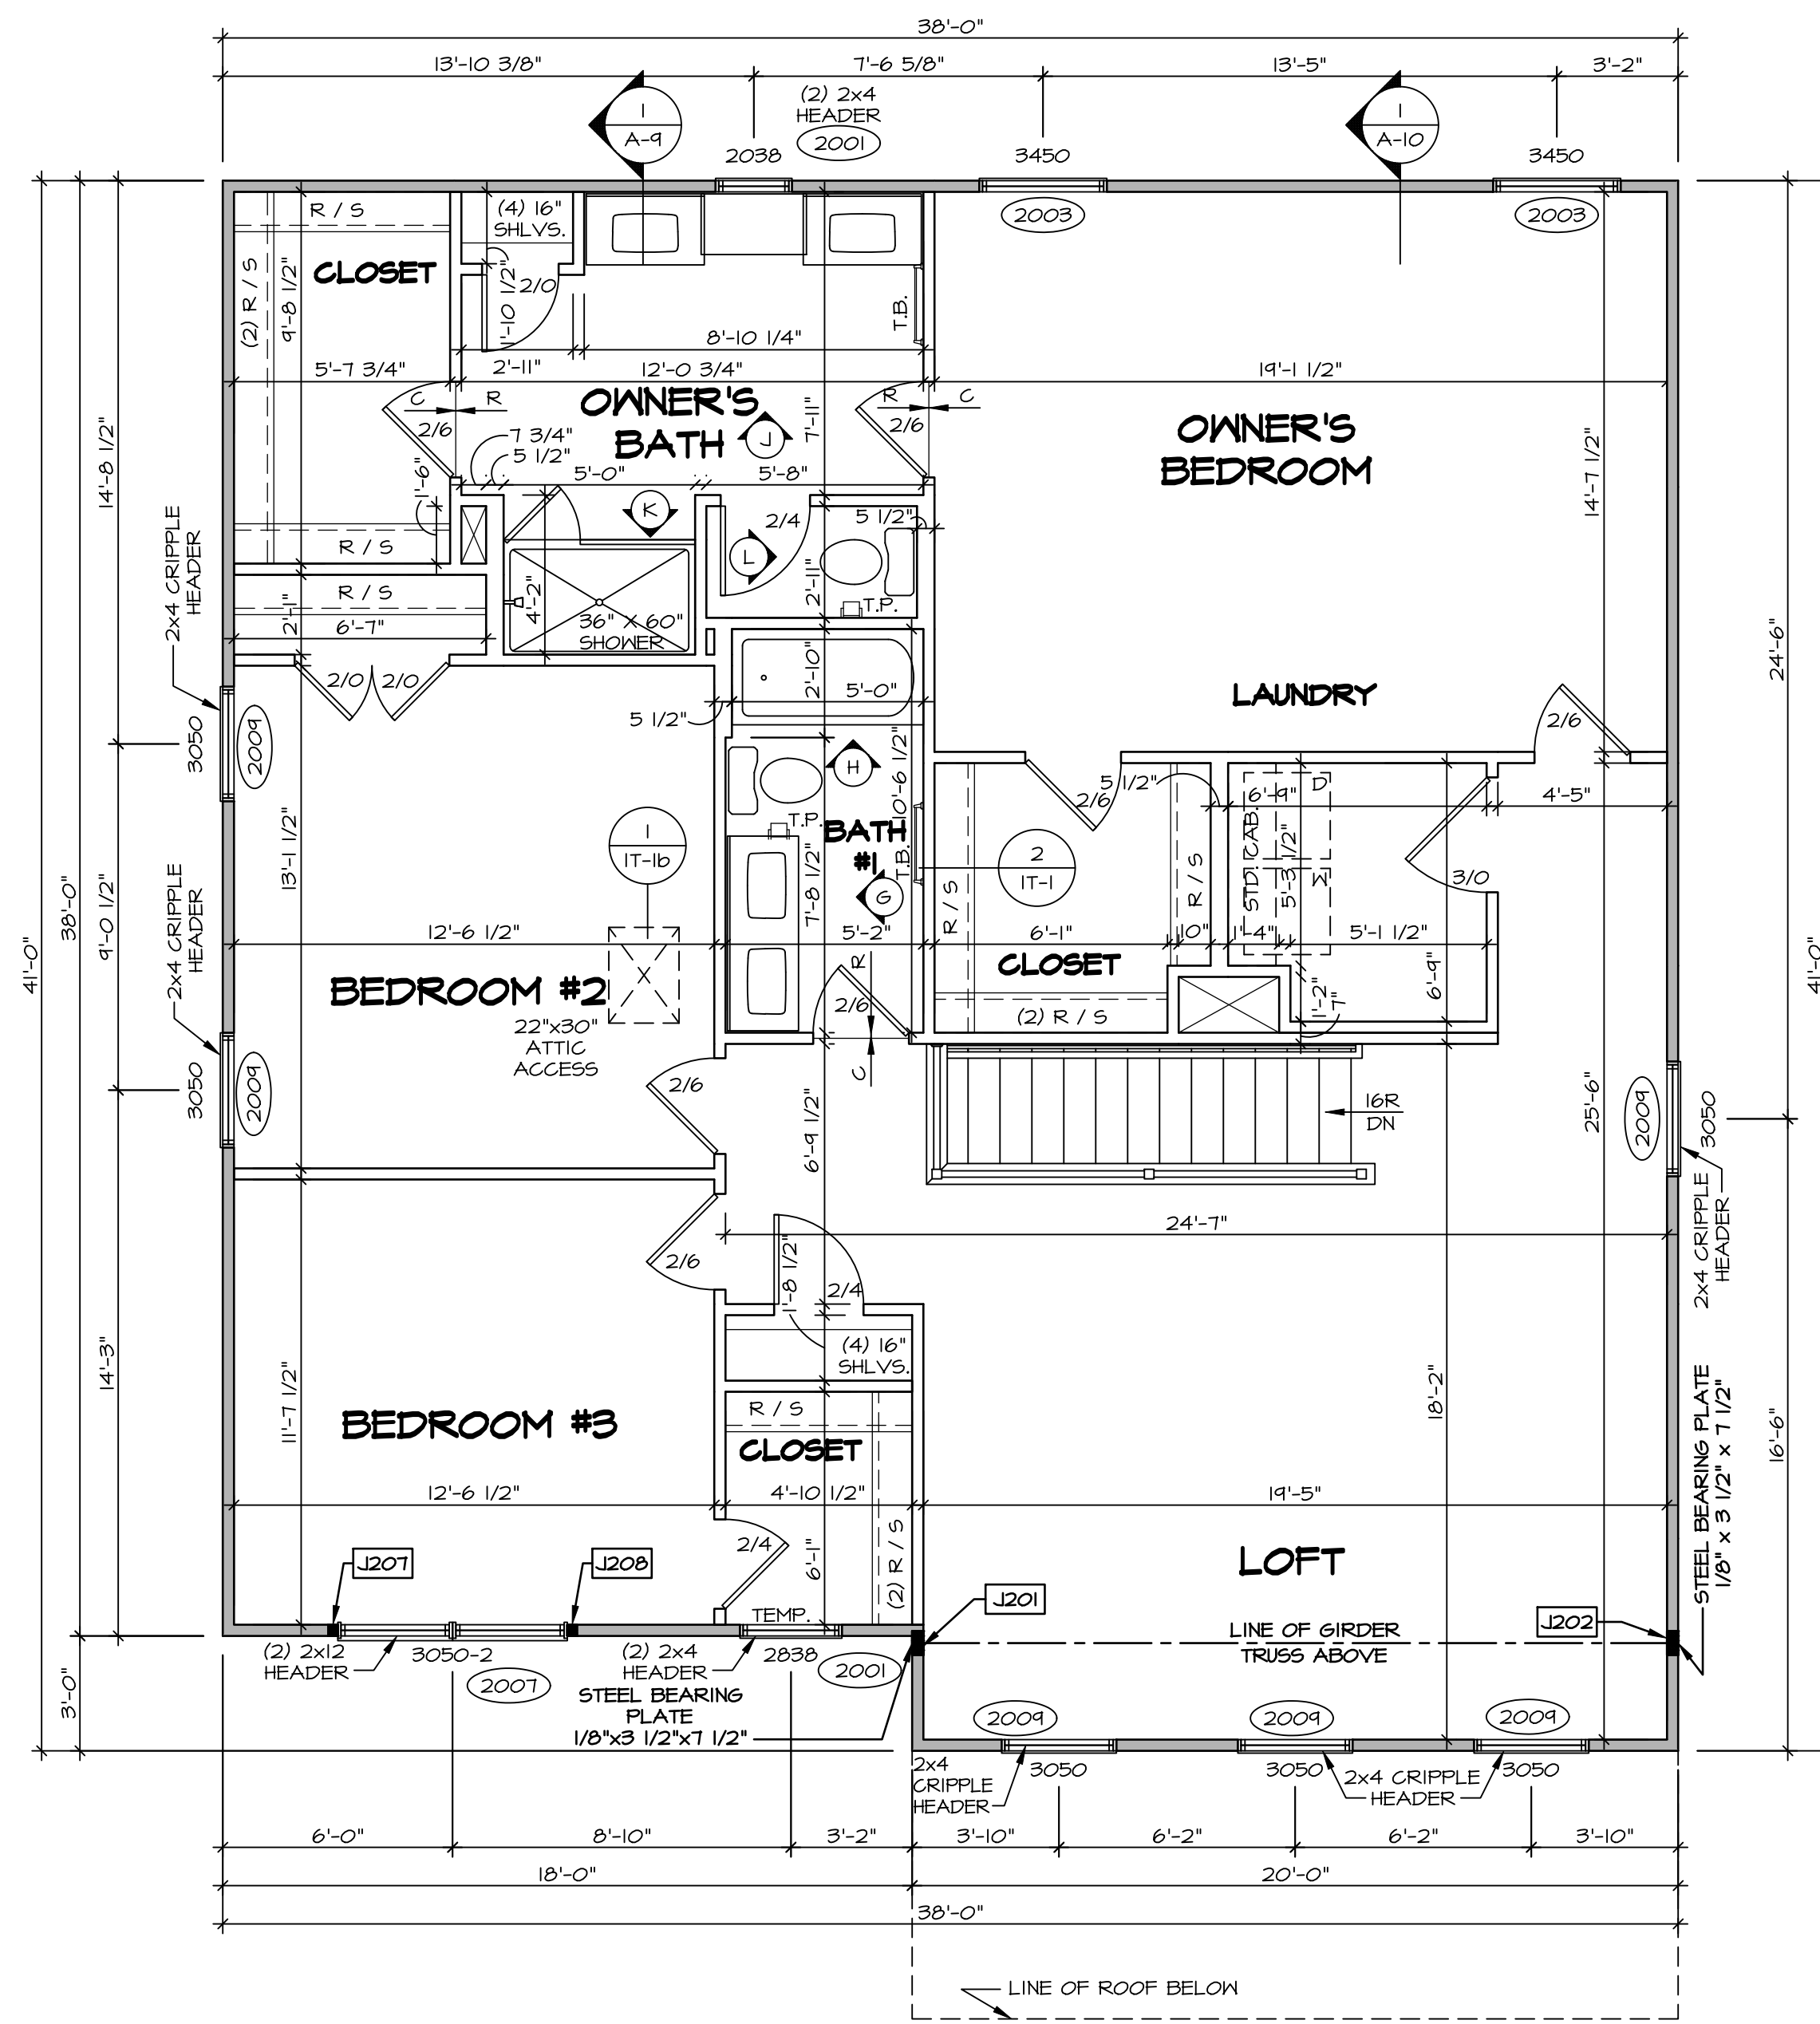 38'-0"
13'-10 3/8"
7'-6 5/8"
13'-5"
3'-2"
(2) 2x4
HEADER
2001
1
A-9
1
A-10
2038
3450
3450
2003
2003
R / S
(4) 16"
SHLVS.
CLOSET
(2) R / S
9'-8 1/2"
1'-10 1/2"
2/0
T.B.
8'-10 1/4"
5'-7 3/4"
2'-11"
12'-0 3/4"
19'-1 1/2"
C
R
2/6
OWNER'S
BATH
J
7'-11"
R
C
2/6
OWNER'S
BEDROOM
14'-7 1/2"
14'-8 1/2"
7 3/4"
5 1/2"
1'-6"
5'-0"
5'-8"
K
2/4
5 1/2"
L
2x4 CRIPPLE
HEADER
R / S
R / S
2'-1"
6'-7"
4'-2"
36" X 60"
SHOWER
2'-11"
T.P.
24'-6"
2/0
2/0
2'-10"
5'-0"
5 1/2"
LAUNDRY
2/6
3050
2009
H
10'-6 1/2"
2/6
5 1/2"
6'-9"
D
4'-5"
1
1T-1b
T.P.
BATH
#1
T.B.
2
1T-1
R / S
R / S
STD. CAB.
5'-3 1/2"
W
3/0
13'-1 1/2"
7'-8 1/2"
G
38'-0"
9'-0 1/2"
41'-0"
41'-0"
2x4 CRIPPLE
HEADER
12'-6 1/2"
5'-2"
6'-1"
10"
1'-4"
5'-1 1/2"
R
CLOSET
6'-9"
BEDROOM #2
2/6
(2) R / S
1'-2"
7"
22"x30"
ATTIC
ACCESS
C
3050
2009
2/6
16R
DN
25'-6"
2009
3050
6'-9 1/2"
24'-7"
2x4 CRIPPLE
HEADER
2/6
1'-8 1/2"
2/4
(4) 16"
SHLVS.
14'-3"
11'-7 1/2"
18'-2"
R / S
BEDROOM #3
CLOSET
16'-6"
STEEL BEARING PLATE
1/8" x 3 1/2" x 7 1/2"
12'-6 1/2"
4'-10 1/2"
19'-5"
2/4
6'-1"
(2) R / S
J207
J208
LOFT
J201
J202
TEMP.
LINE OF GIRDER
TRUSS ABOVE
(2) 2x12
HEADER
3050-2
2007
(2) 2x4
HEADER
2838
2001
STEEL BEARING
PLATE
1/8"x3 1/2"x7 1/2"
3'-0"
2009
2009
2009
2x4
CRIPPLE
HEADER
3050
3050
2x4 CRIPPLE
HEADER
3050
6'-0"
8'-10"
3'-2"
3'-10"
6'-2"
6'-2"
3'-10"
18'-0"
20'-0"
38'-0"
LINE OF ROOF BELOW